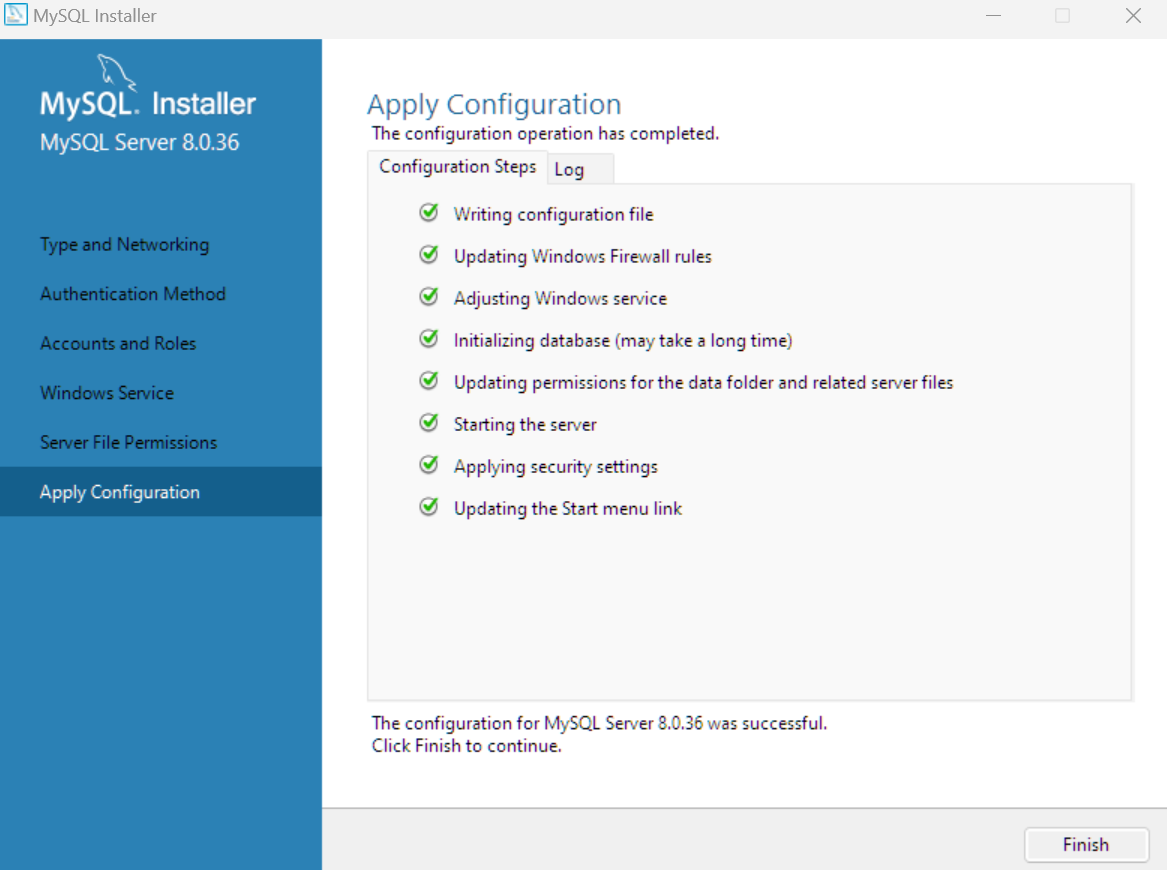 MySQL Installer
MySQL. Installer
MySQL Server 8.0.36
Type and Networking
Authentication Method
Accounts and Roles
Windows Service
Server File Permissions
Apply Configuration
Apply Configuration
The configuration operation has completed.
Configuration Steps
Log
Writing configuration file
Updating Windows Firewall rules
Adjusting Windows service
Initializing database (may take a long time)
Updating permissions for the data folder and related server files
Starting the server
Applying security settings
Updating the Start menu link
The configuration for MySQL Server 8.0.36 was successful.
Click Finish to continue.
Finish